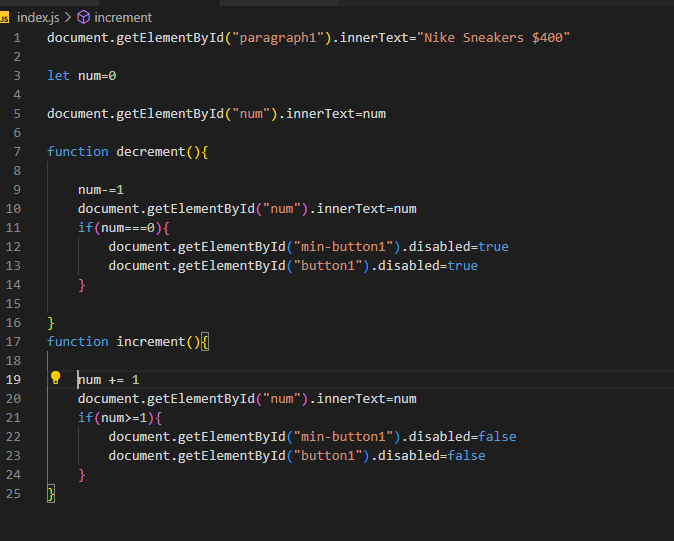 JS index.js > increment
1 document.getElementById("paragraph1").innerText="Nike Sneakers $400"
2
3 let num=0
4
5 document.getElementById("num").innerText=num
6
7 function decrement(){
8
9 num-=1
10 document.getElementById("num").innerText=num
11 if(num===0){
12 document.getElementById("min-button1").disabled=true
13 document.getElementById("button1").disabled=true
14 }
15
16 }
17 function increment(){
18
19 num += 1
20 document.getElementById("num").innerText=num
21 if(num>=1){
22 document.getElementById("min-button1").disabled=false
23 document.getElementById("button1").disabled=false
24 }
25 }